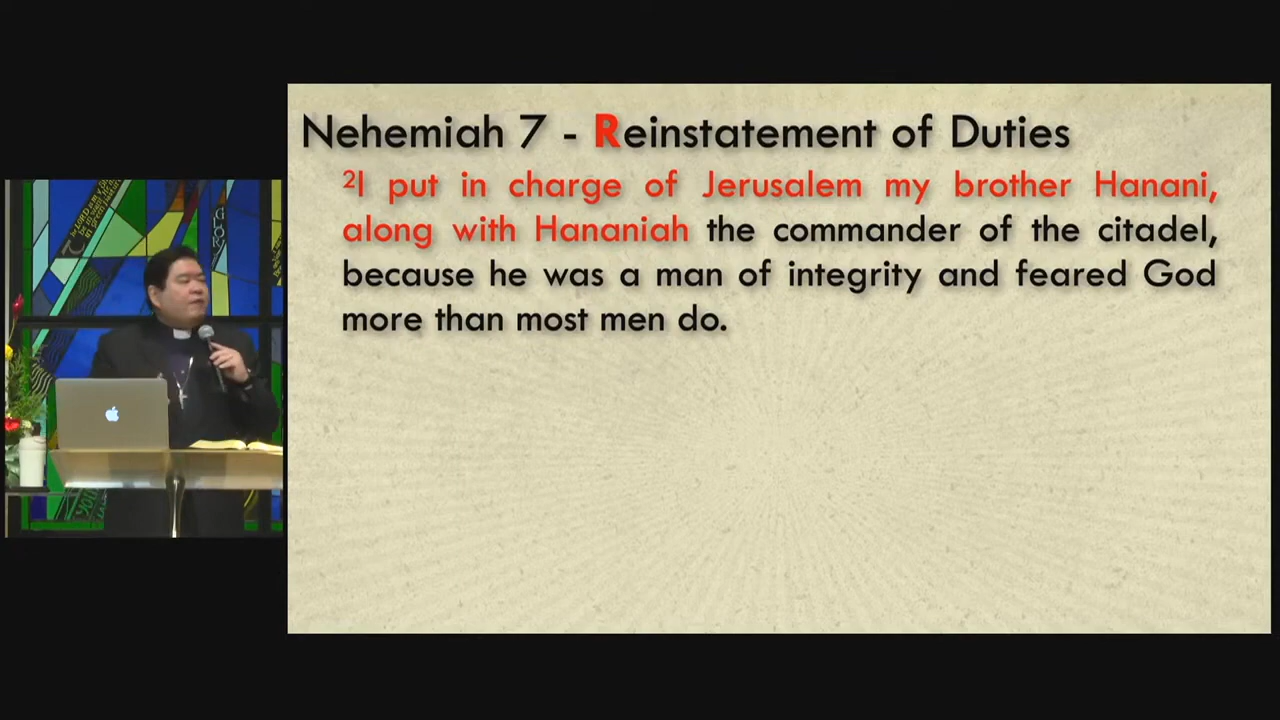 Nehemiah 7 - Reinstatement of Duties
²I put in charge of Jerusalem my brother Hanani,
along with Hananiah the commander of the citadel,
because he was a man of integrity and feared God
more than most men do.